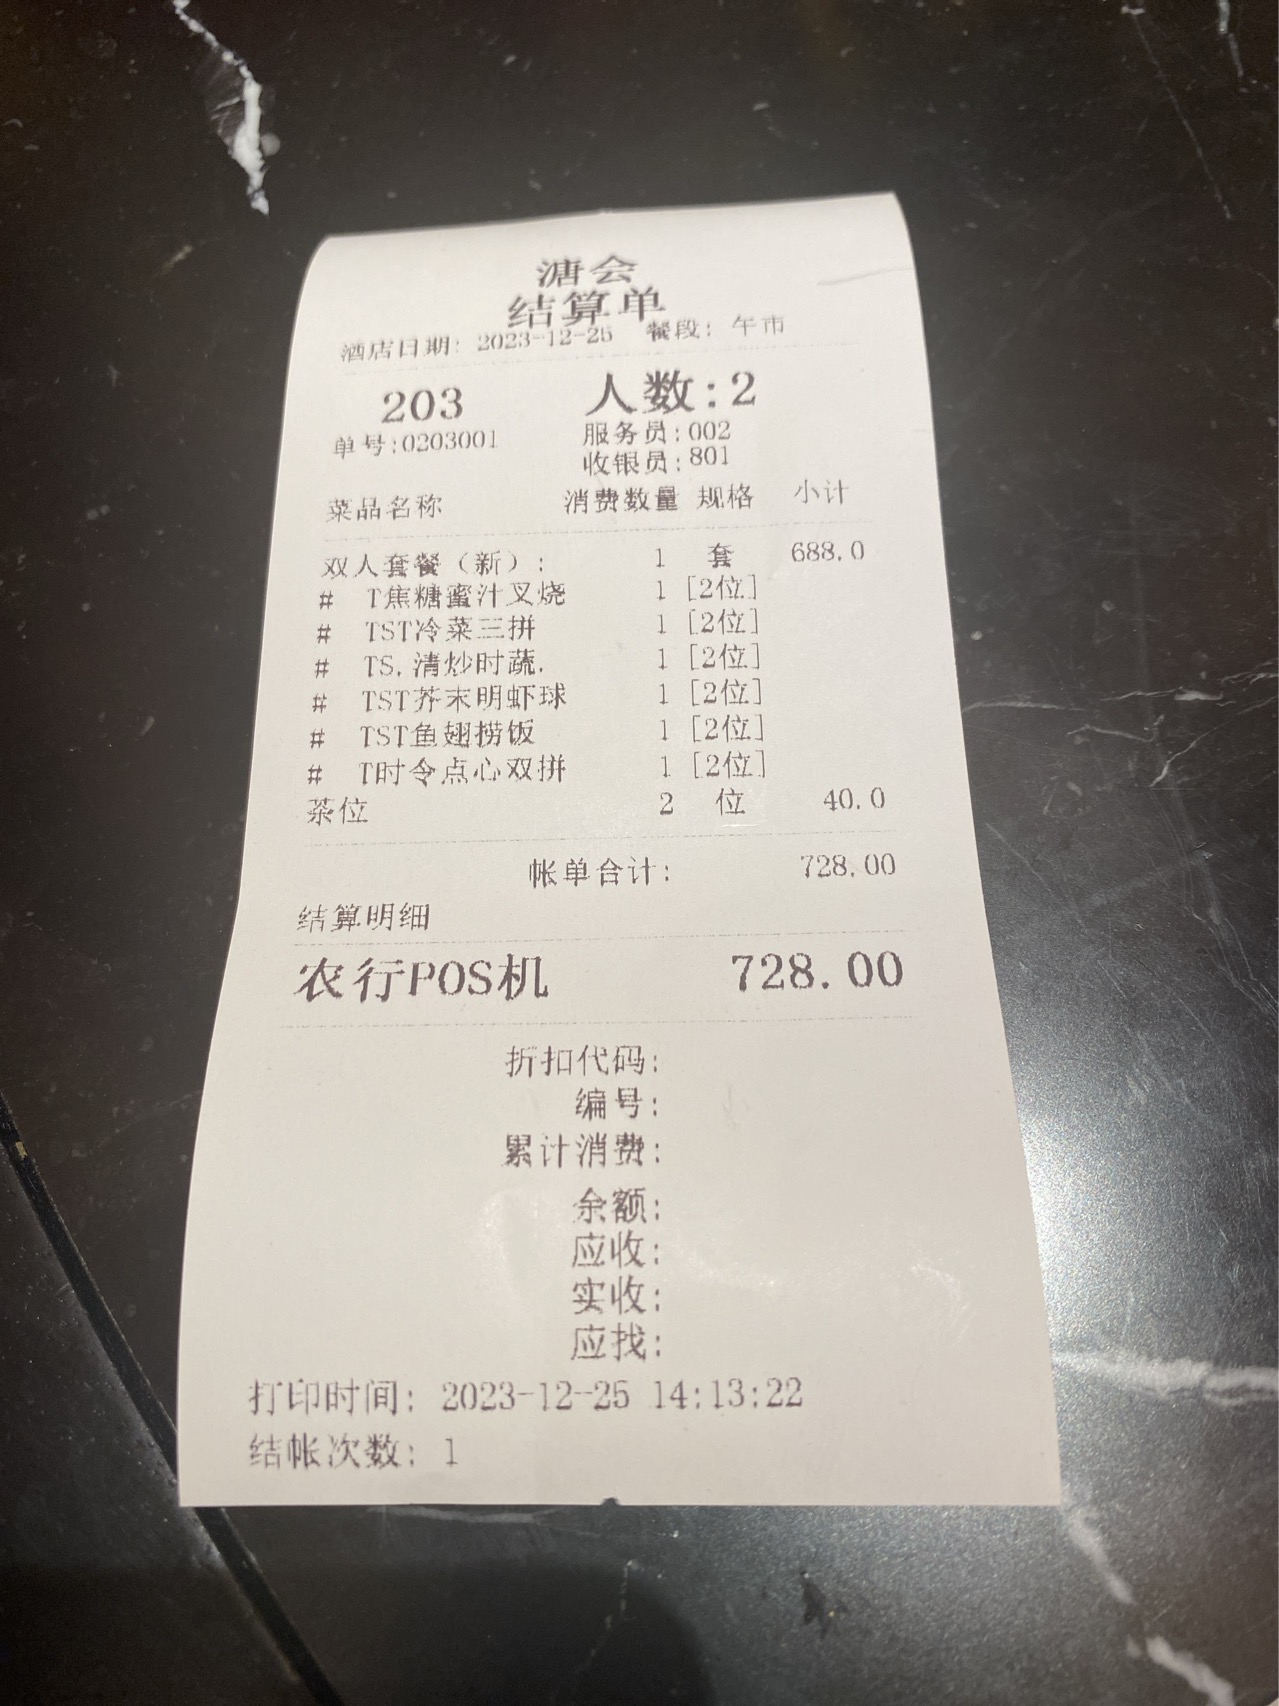 溏会
结算单
酒店日期: 2023-12-25 餐段: 午市
203 人数:2
单号:0203001 服务员:002
收银员:801
菜品名称 消费数量 规格 小计
双人套餐（新）: 1 套 688.0
# T焦糖蜜汁叉烧 1 [2位]
# TST冷菜三拼 1 [2位]
# TS.清炒时蔬. 1 [2位]
# TST芥末明虾球 1 [2位]
# TST鱼翅捞饭 1 [2位]
# T时令点心双拼 1 [2位]
茶位 2 位 40.0
帐单合计: 728.00
结算明细
农行POS机 728.00
折扣代码:
编号:
累计消费:
余额:
应收:
实收:
应找:
打印时间: 2023-12-25 14:13:22
结帐次数: 1